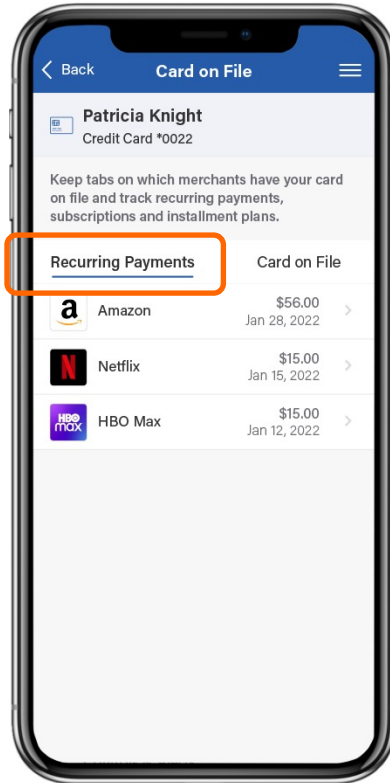 Back
Card on File
Patricia Knight
Credit Card *0022
Keep tabs on which merchants have your card
on file and track recurring payments,
subscriptions and installment plans.
Recurring Payments
Card on File
a
Amazon
$56.00
Jan 28, 2022
N
Netflix
$15.00
Jan 15, 2022
HBO
max
HBO Max
$15.00
Jan 12, 2022